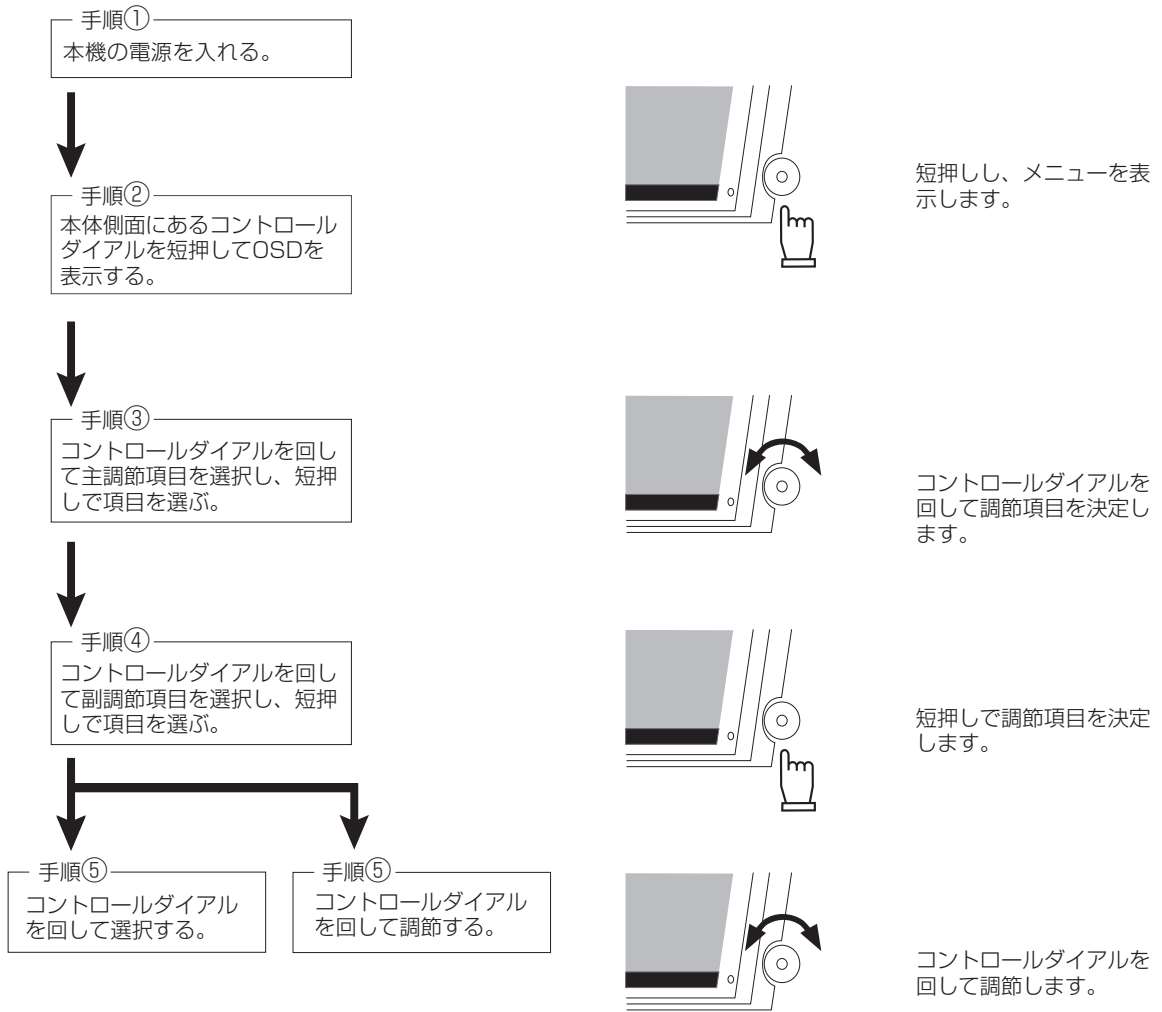 手順①
本機の電源を入れる。
手順②
本体側面にあるコントロール
ダイアルを短押してOSDを
表示する。
手順③
コントロールダイアルを回し
て主調節項目を選択し、短押
しで項目を選ぶ。
手順④
コントロールダイアルを回し
て副調節項目を選択し、短押
しで項目を選ぶ。
手順⑤
コントロールダイアル
を回して選択する。
手順⑤
コントロールダイアル
を回して調節する。
短押しし、メニューを表
示します。
コントロールダイアルを
回して調節項目を決定し
ます。
短押しで調節項目を決定
します。
コントロールダイアルを
回して調節します。